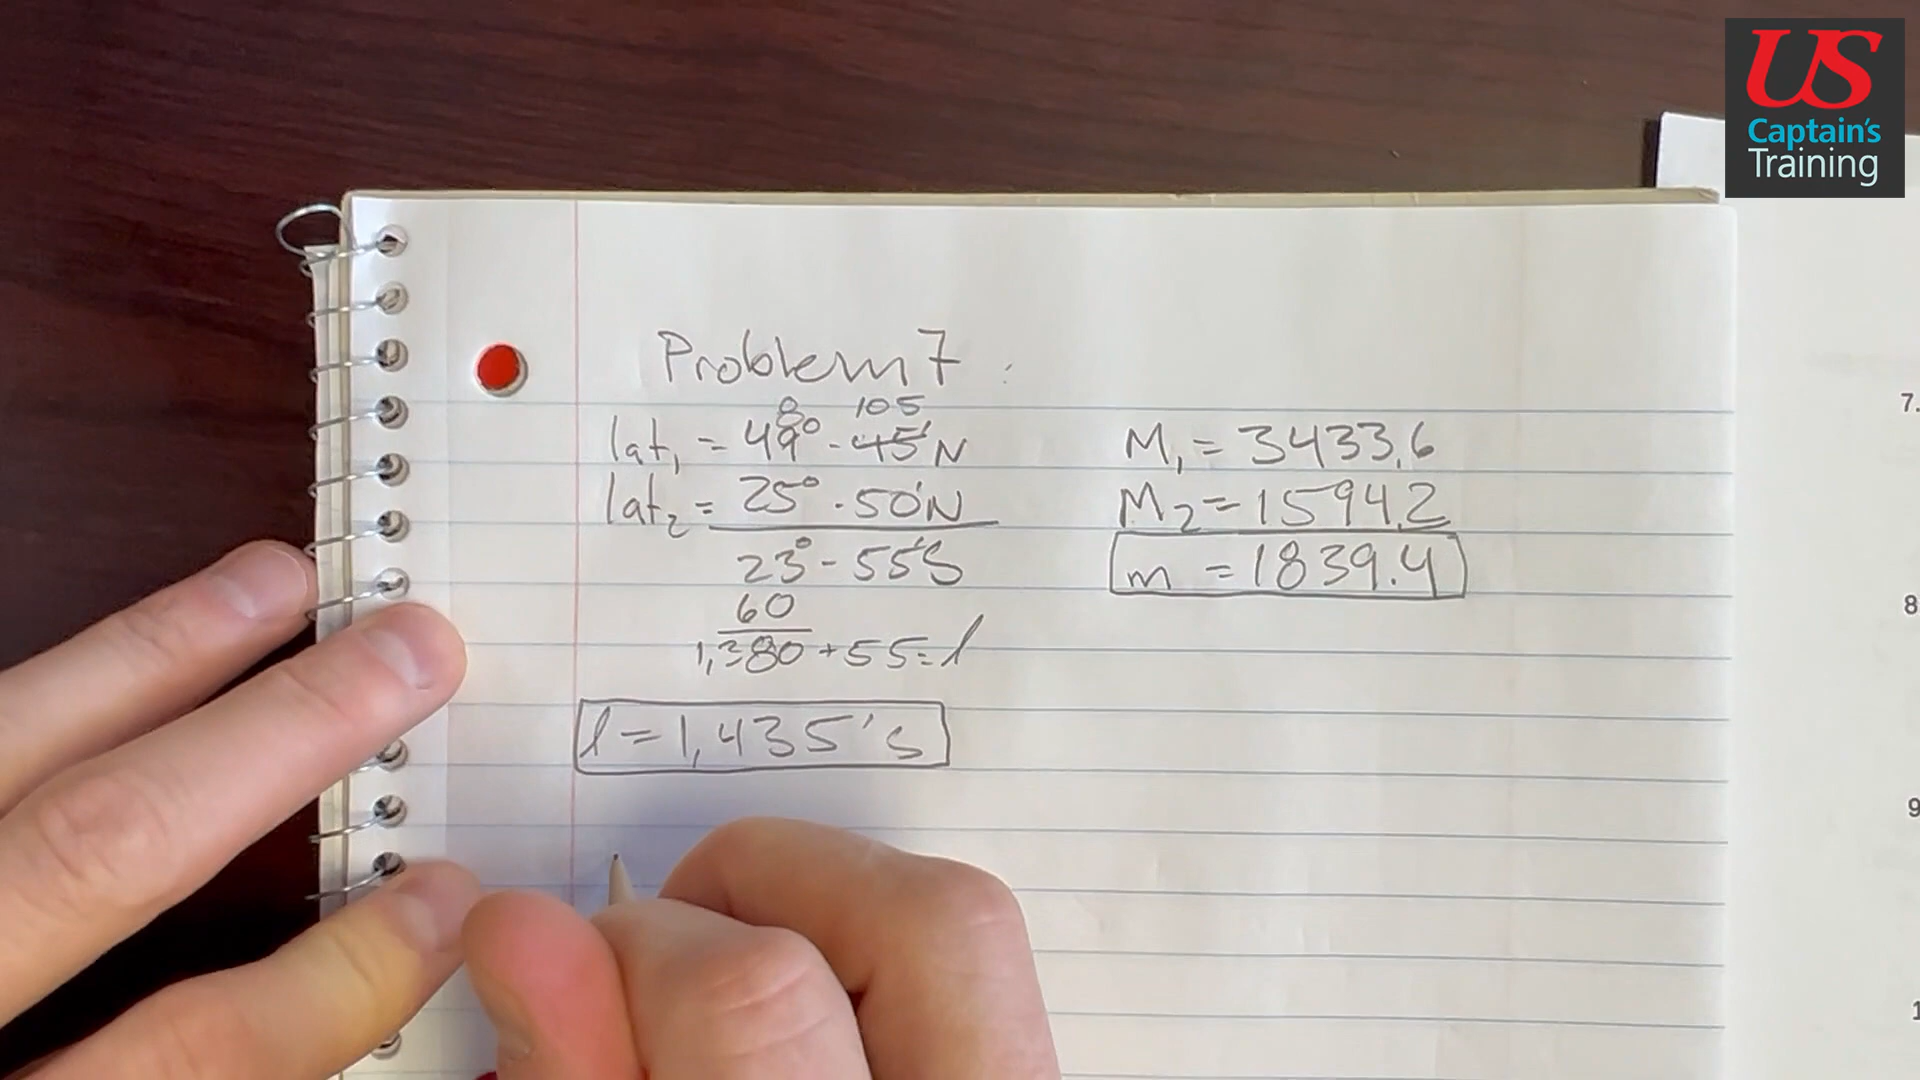 US
Captain's
Training
Problem 7
8 105
lat₁ = 49° - 45' N
lat₂ = 25° - 50' N
23° - 55' S
60
1,380 + 55 = l
l = 1,435' s
M₁ = 3433.6
M₂ = 1594.2
m = 1839.4
7.
8
9
1